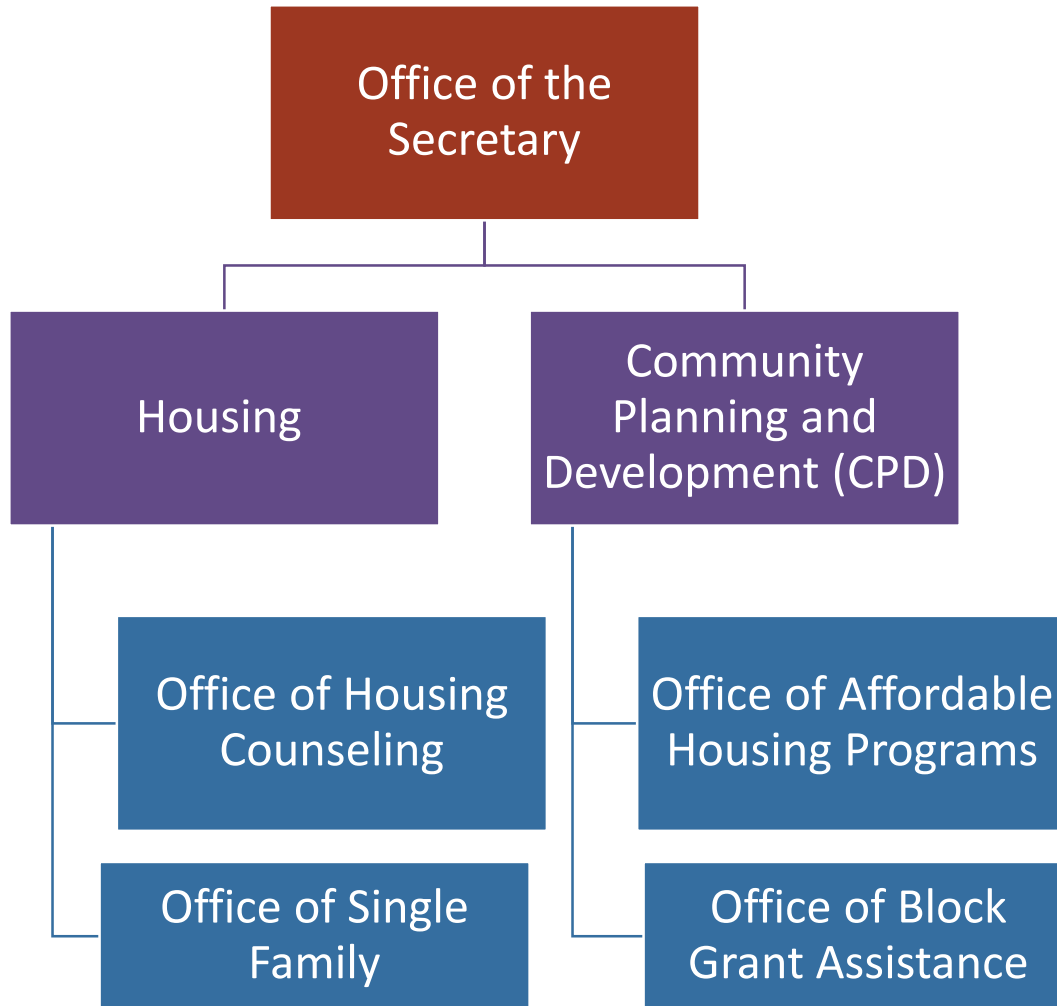 Office of the
Secretary
Housing
Community
Planning and
Development (CPD)
Office of Housing
Counseling
Office of Affordable
Housing Programs
Office of Single
Family
Office of Block
Grant Assistance